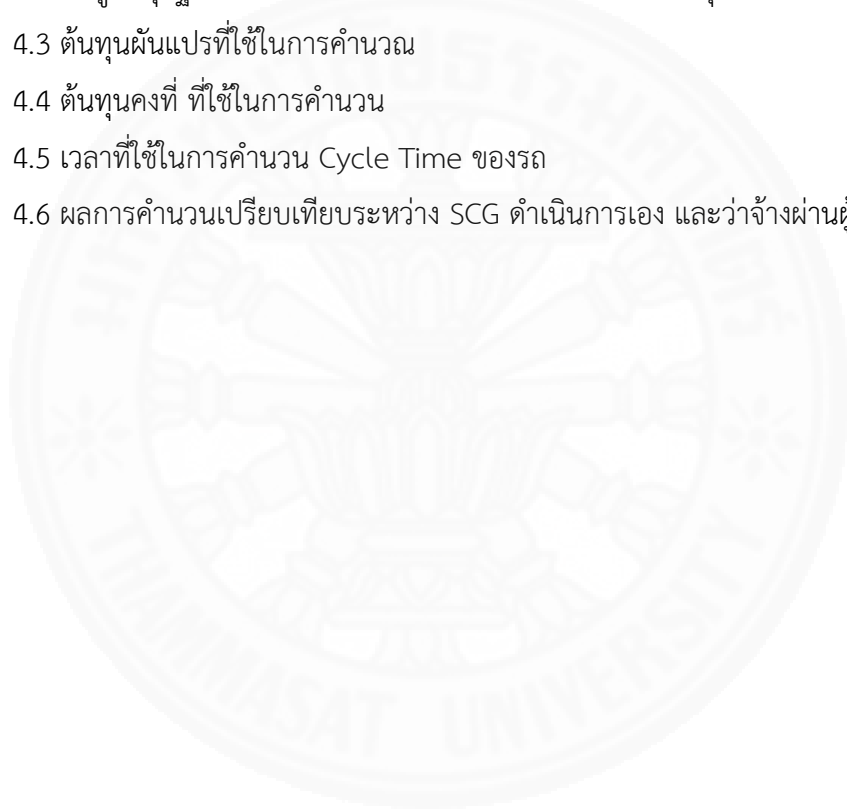 4.3 ต้นทุนผันแปรที่ใช้ในการคำนวณ
4.4 ต้นทุนคงที่ ที่ใช้ในการคำนวน
4.5 เวลาที่ใช้ในการคำนวน Cycle Time ของรถ
4.6 ผลการคำนวนเปรียบเทียบระหว่าง SCG ดำเนินการเอง และว่าจ้างผ่าน
THAMMASAT UNIVERSITY